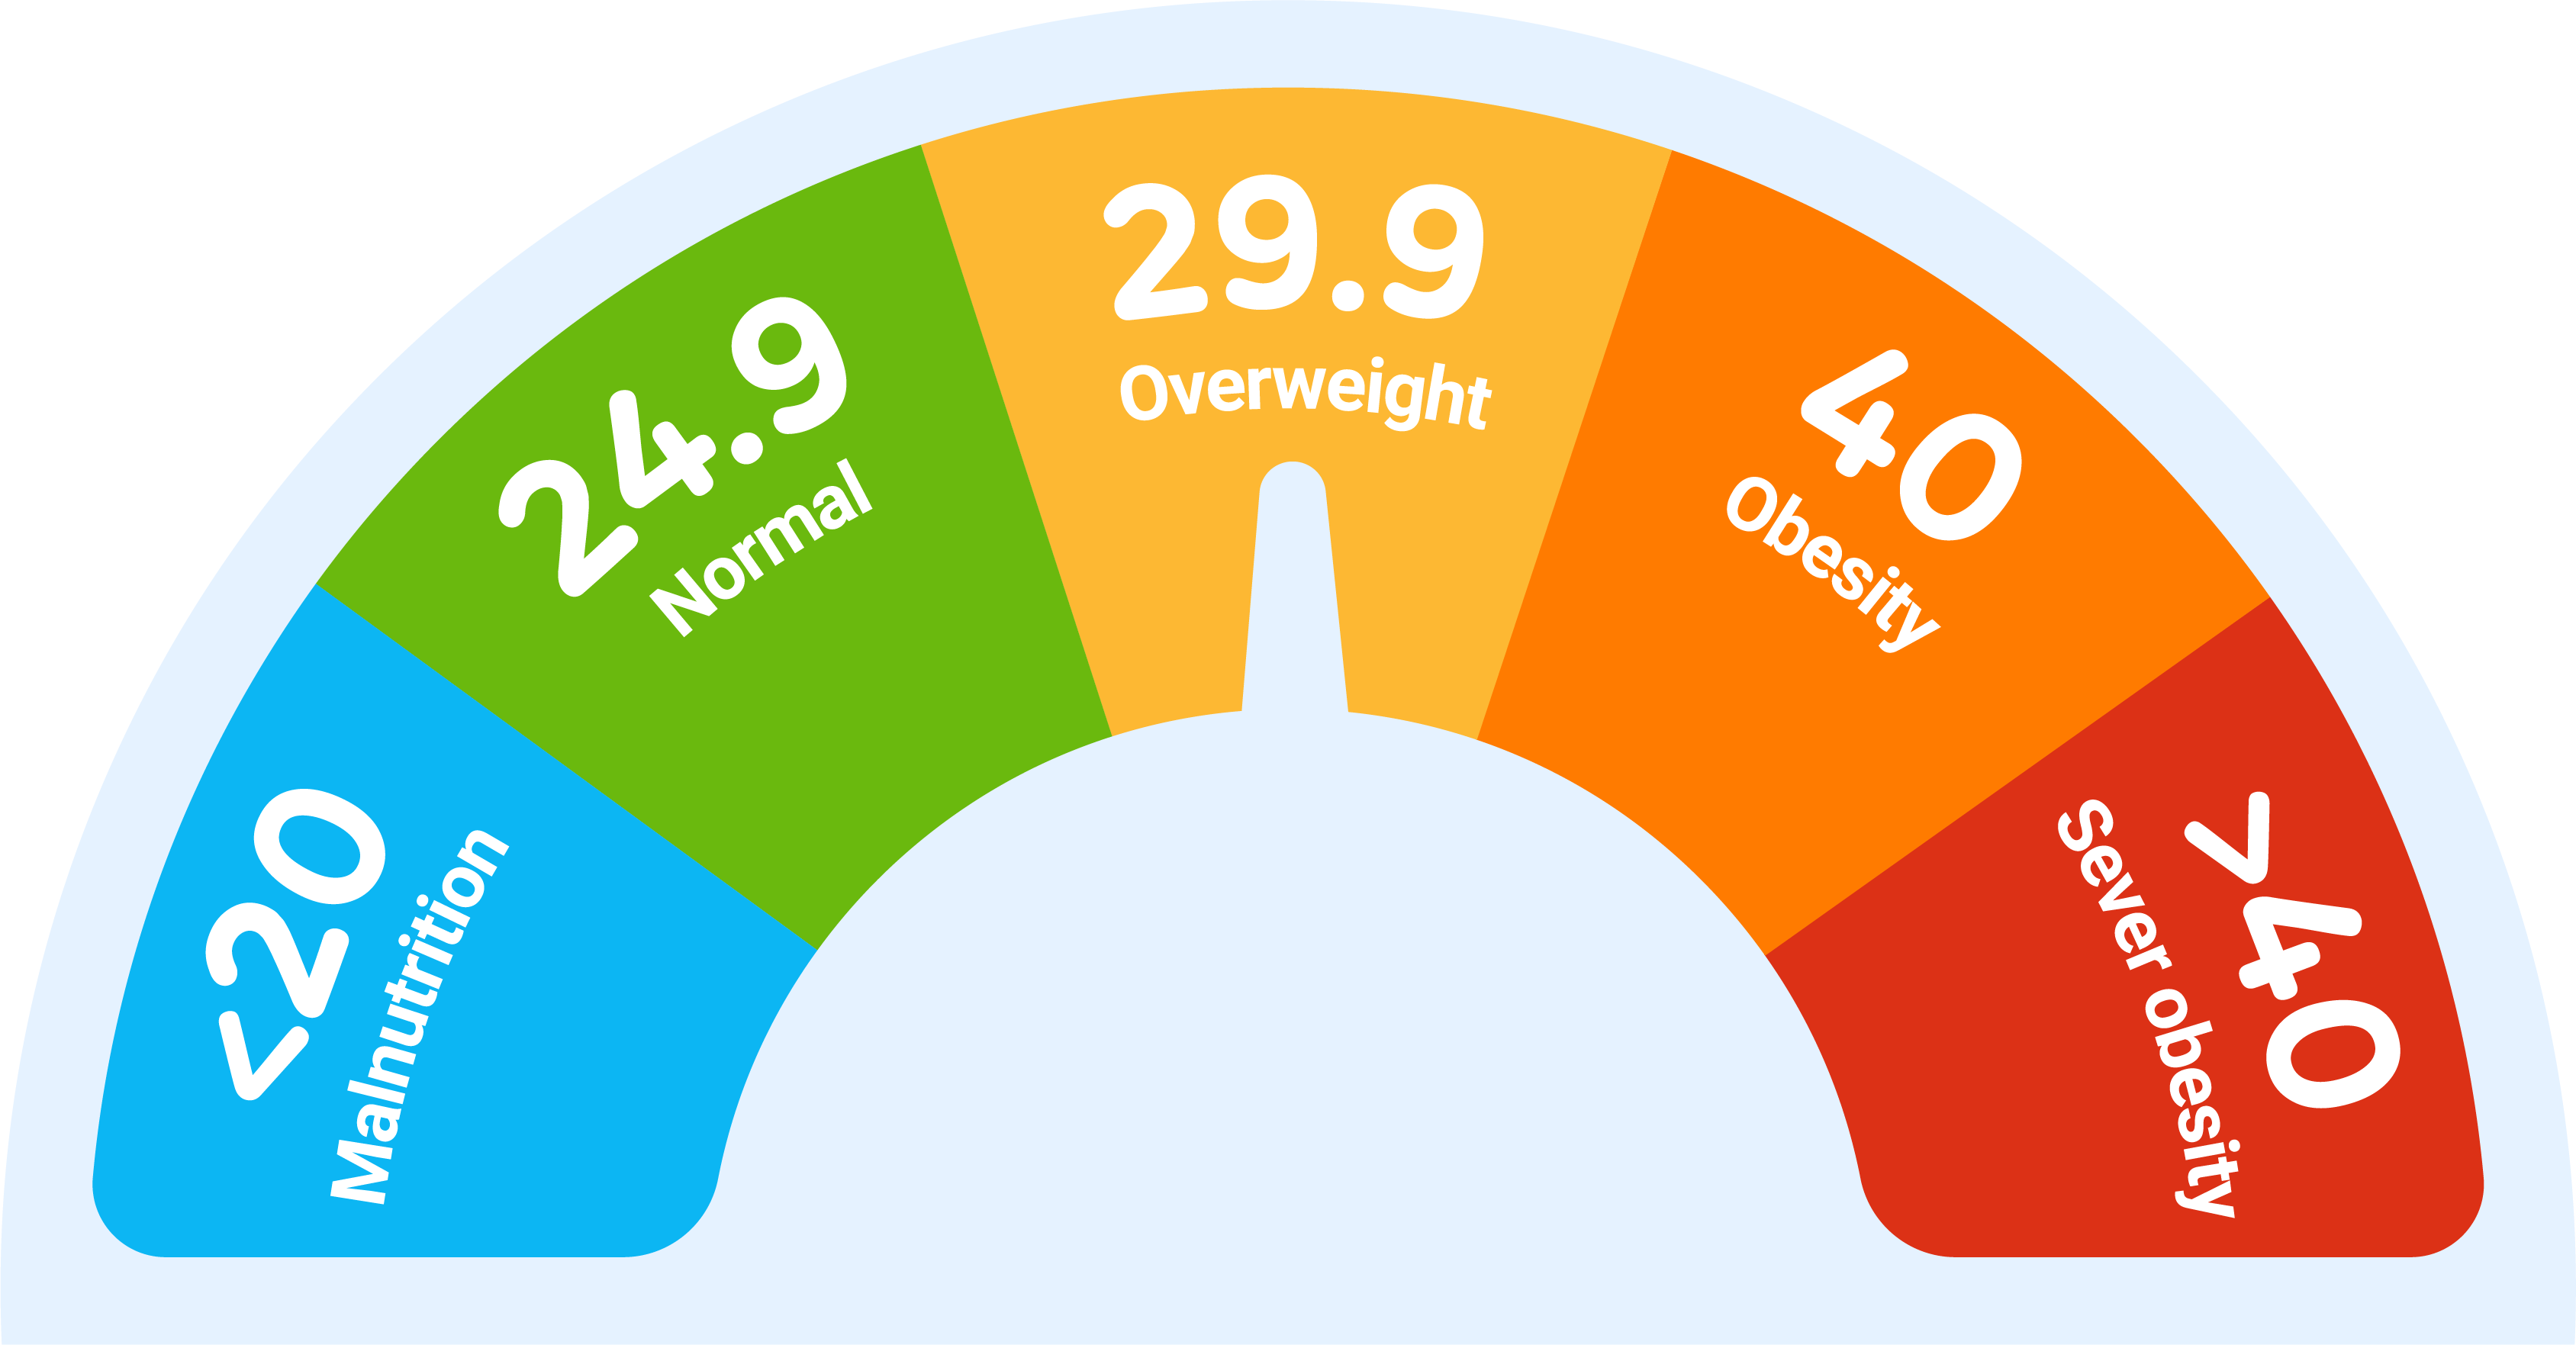 <20
Malnutrition
24.9
Normal
29.9
Overweight
40
Obesity
>40
Sever obesity